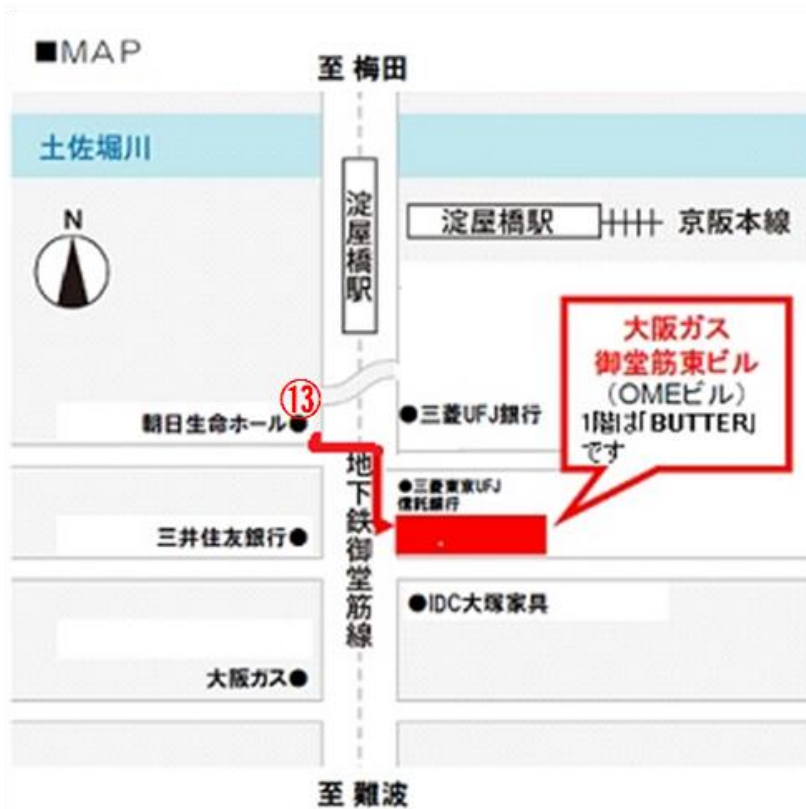 ■MAP
至 梅田
土佐堀川
N
淀屋橋駅
淀屋橋駅
京阪本線
大阪ガス
御堂筋東ビル
(OMEビル)
1階は「BUTTER」
です
⑬
朝日生命ホール●
●三菱UFJ銀行
地下鉄御堂筋線
●三菱東京UFJ
信託銀行
三井住友銀行●
●IDC大塚家具
大阪ガス●
至 難波